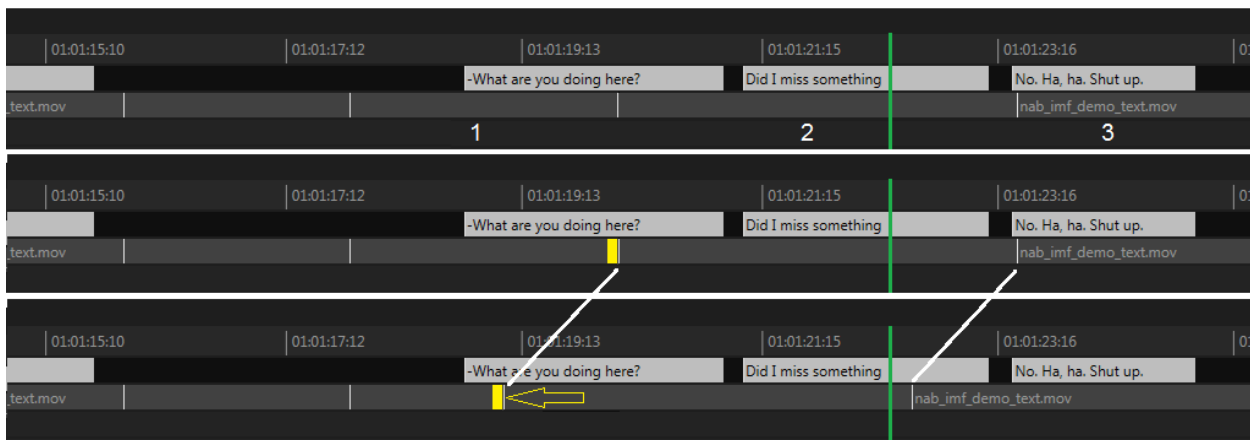 01:01:15:10 01:01:17:12 01:01:19:13 01:01:21:15 01:01:23:16 01
-What are you doing here? Did I miss something No. Ha, ha. Shut up.
_text.mov nab_imf_demo_text.mov
1 2 3
01:01:15:10 01:01:17:12 01:01:19:13 01:01:21:15 01:01:23:16 01
-What are you doing here? Did I miss something No. Ha, ha. Shut up.
_text.mov nab_imf_demo_text.mov
01:01:15:10 01:01:17:12 01:01:19:13 01:01:21:15 01:01:23:16 01
-What are you doing here? Did I miss something No. Ha, ha. Shut up.
_text.mov nab_imf_demo_text.mov